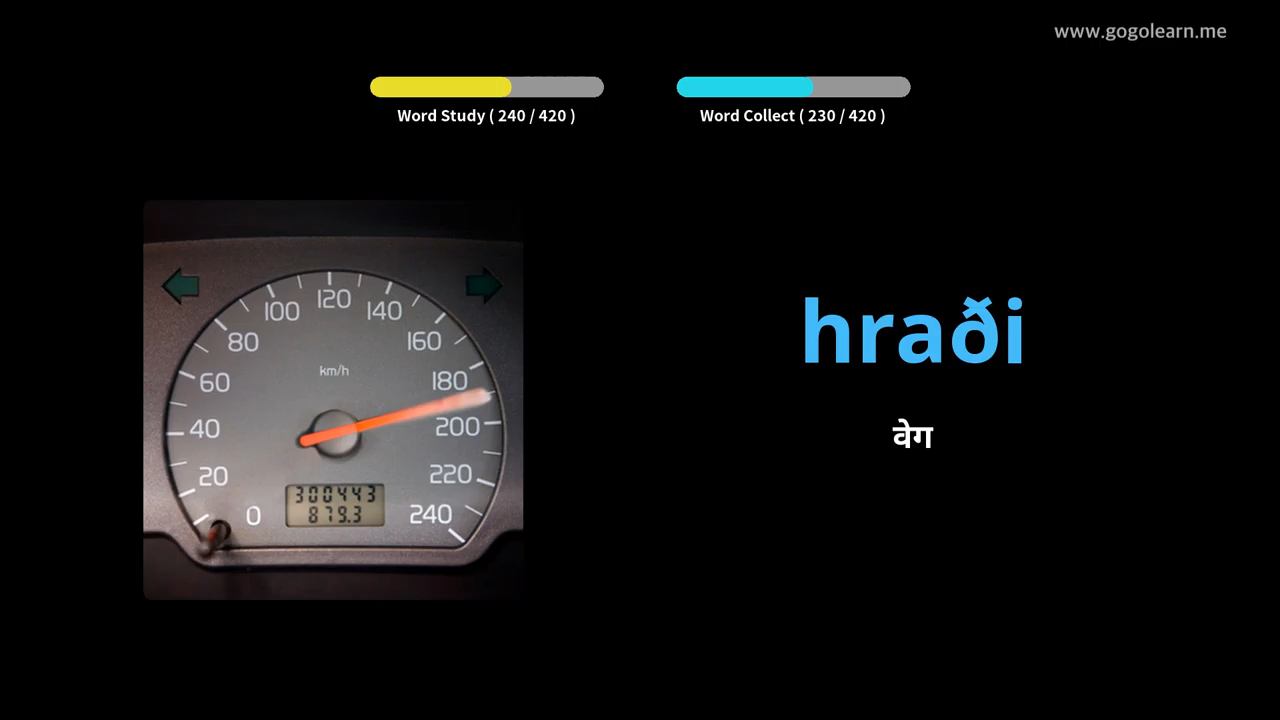 www.gogolearn.me
Word Study ( 240 / 420 )
Word Collect ( 230 / 420 )
hraði
वेग
120
100
140
80
160
km/h
60
180
40
200
20
220
300443
0
240
879.3